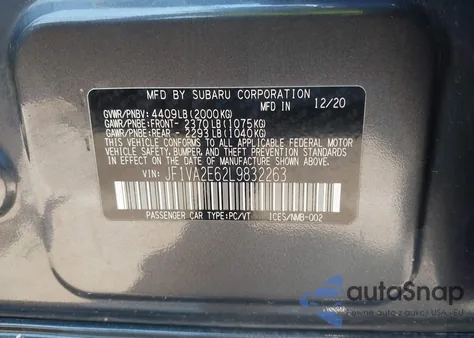 MFD BY SUBARU CORPORATION
GVWR/PNBV: 4409LB(2000KG) 12/20
GAWR/PNBE:FRONT- 2370LB(1075KG)
GAWR/PNBE:REAR - 2293LB(1040KG)
THIS VEHICLE CONFORMS TO ALL APPLICABLE
FEDERAL MOTOR VEHICLE SAFETY, BUMPER,
AND THEFT PREVENTION STANDARDS IN EFFECT
ON THE DATE OF MANUFACTURE SHOWN ABOVE.
VIN: JF1VA2E62L9832263
PASSENGER CAR TYPE:PC/VT ICES/NMB-002
autoSnap